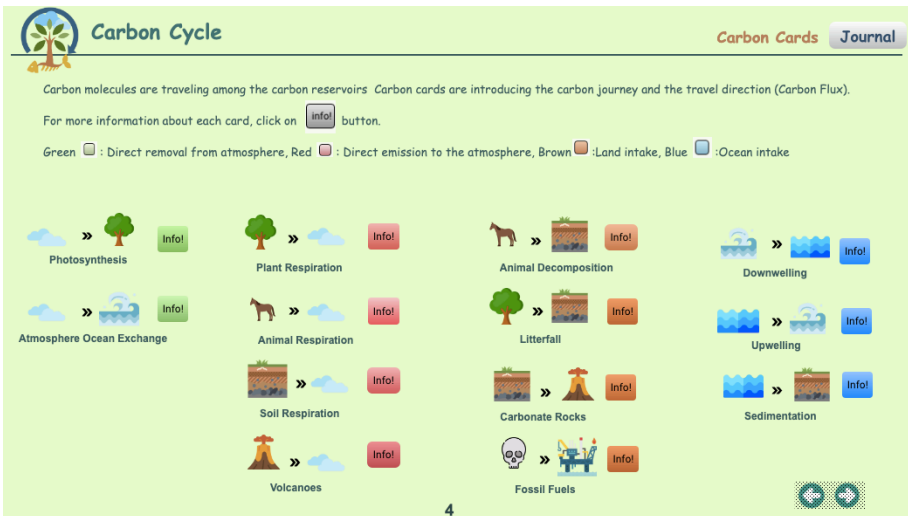 Carbon Cycle
Carbon Cards Journal
Carbon molecules are traveling among the carbon reservoirs Carbon cards are introducing the carbon journey and the travel direction (Carbon Flux).
For more information about each card, click on info! button.
Green : Direct removal from atmosphere, Red : Direct emission to the atmosphere, Brown :Land intake, Blue :Ocean intake
» Info!
Photosynthesis
» Info!
Atmosphere Ocean Exchange
» Info!
Plant Respiration
» Info!
Animal Respiration
» Info!
Soil Respiration
» Info!
Volcanoes
» Info!
Animal Decomposition
» Info!
Litterfall
» Info!
Carbonate Rocks
» Info!
Fossil Fuels
» Info!
Downwelling
» Info!
Upwelling
» Info!
Sedimentation
4